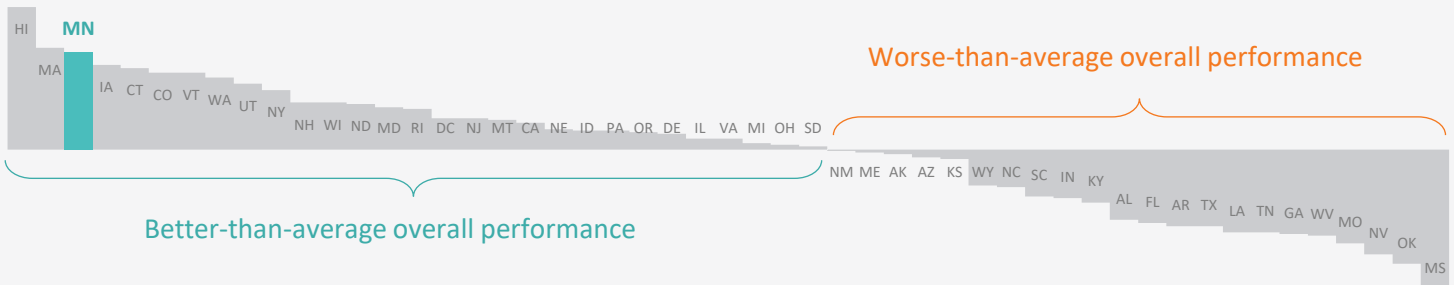 HI
MN
MA
IA CT CO VT WA UT NY NH WI ND MD RI DC NJ MT CA NE ID PA OR DE IL VA MI OH SD
Worse-than-average overall performance
NM ME AK AZ KS WY NC SC IN KY AL FL AR TX LA TN GA WV MO NV OK MS
Better-than-average overall performance